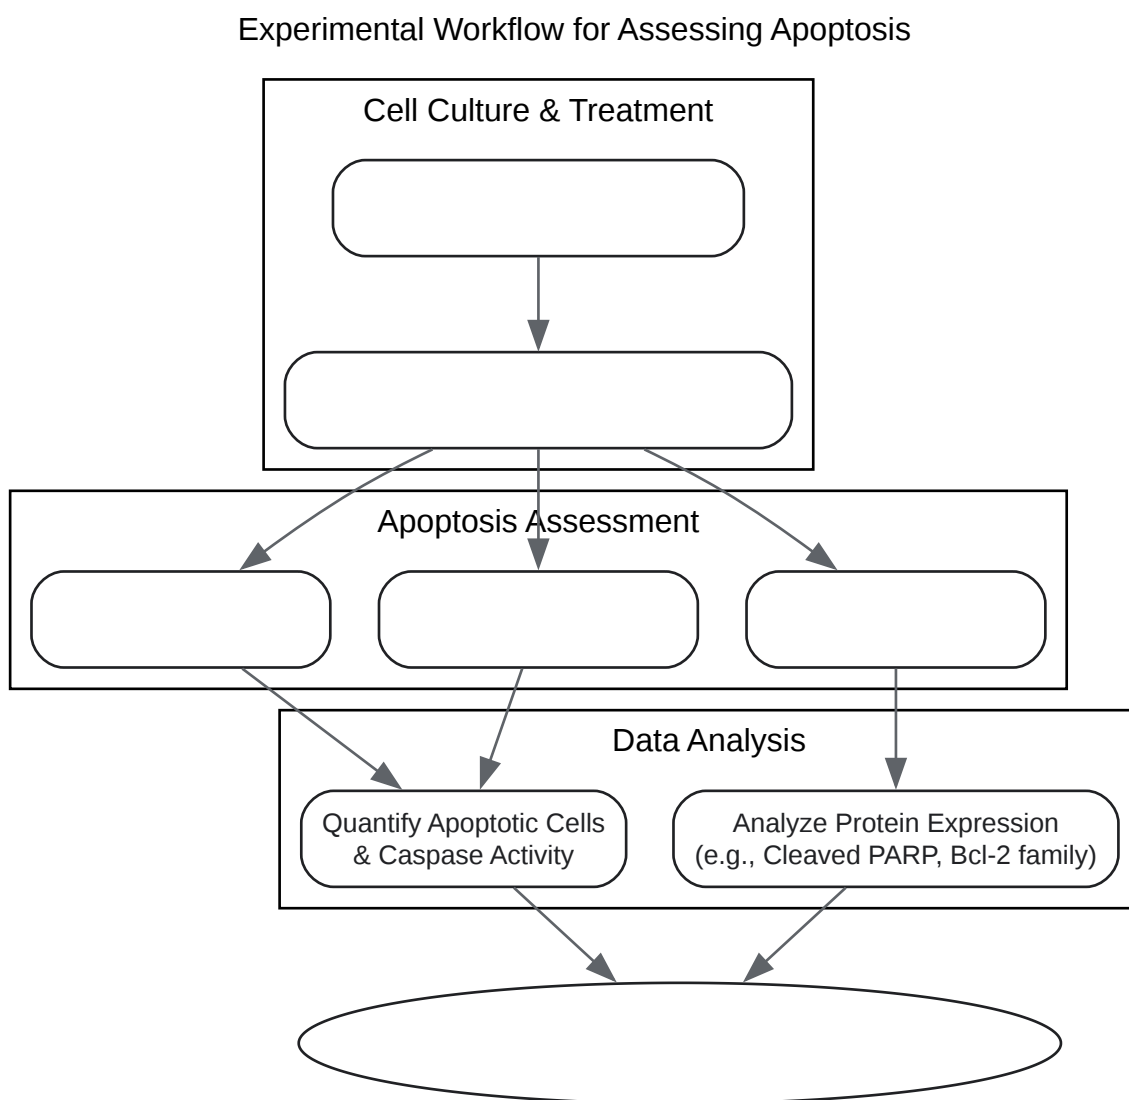 Experimental Workflow for Assessing Apoptosis
Cell Culture & Treatment
Apoptosis Assessment
Data Analysis
Quantify Apoptotic Cells
& Caspase Activity
Analyze Protein Expression
(e.g., Cleaved PARP, Bcl-2 family)